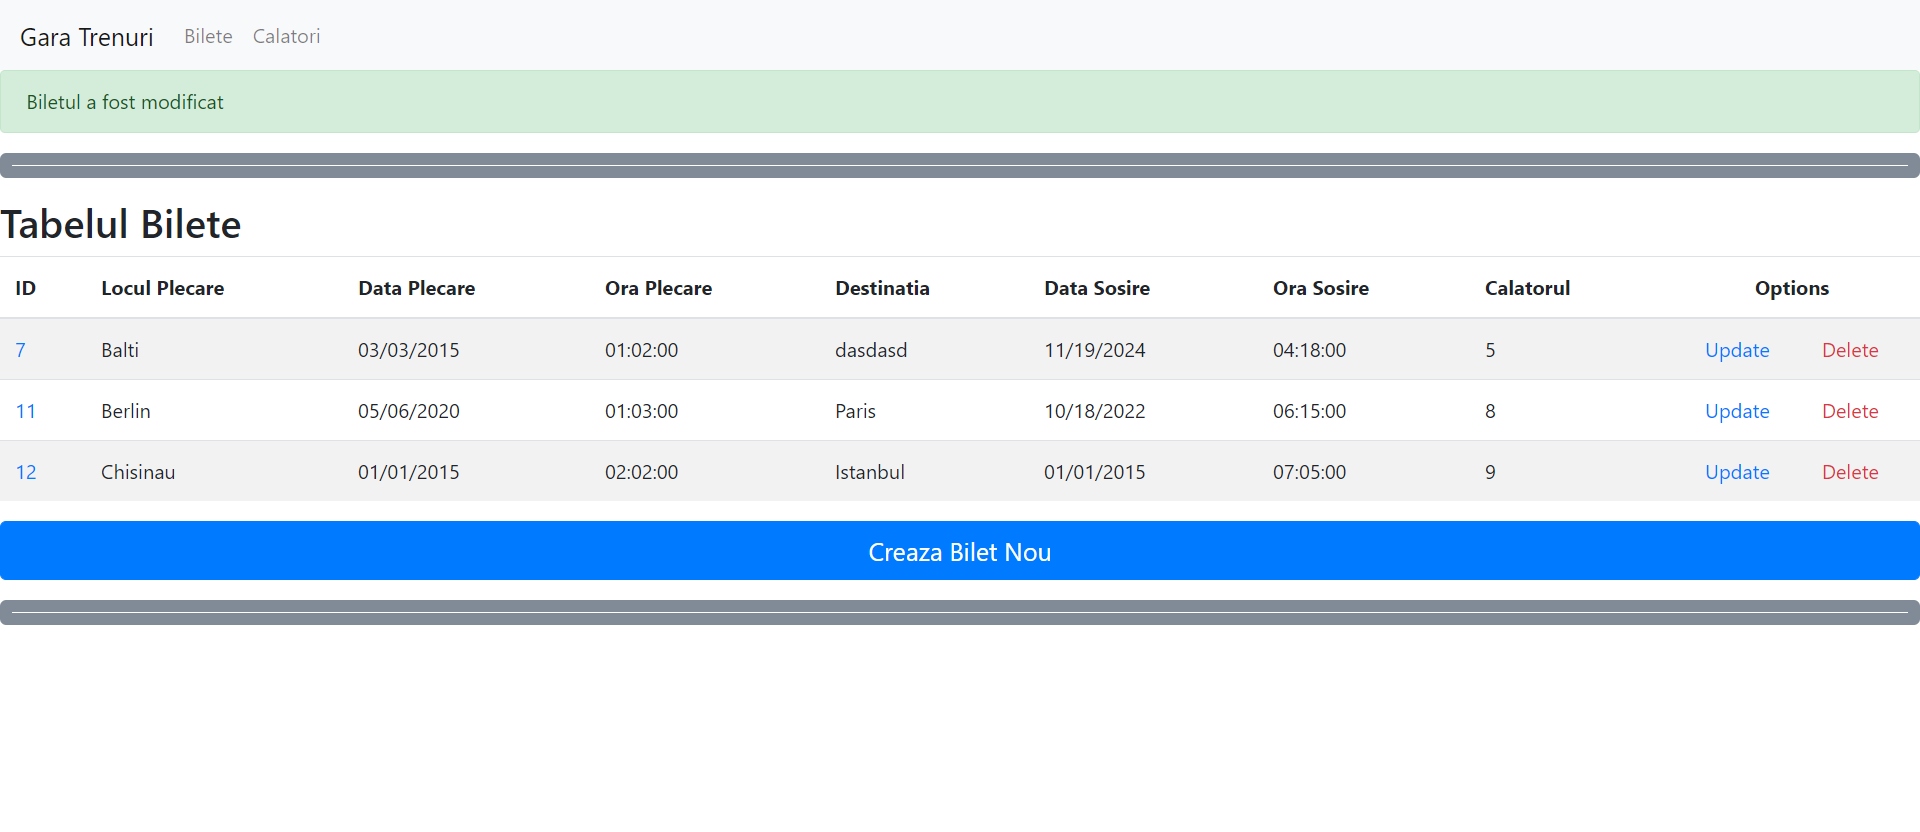 Gara Trenuri Bilete Calatori
Biletul a fost modificat
Tabelul Bilete
ID Locul Plecare Data Plecare Ora Plecare Destinatia Data Sosire Ora Sosire Calatorul Options
7 Balti 03/03/2015 01:02:00 dasdasd 11/19/2024 04:18:00 5 Update Delete
11 Berlin 05/06/2020 01:03:00 Paris 10/18/2022 06:15:00 8 Update Delete
12 Chisinau 01/01/2015 02:02:00 Istanbul 01/01/2015 07:05:00 9 Update Delete
Creaza Bilet Nou